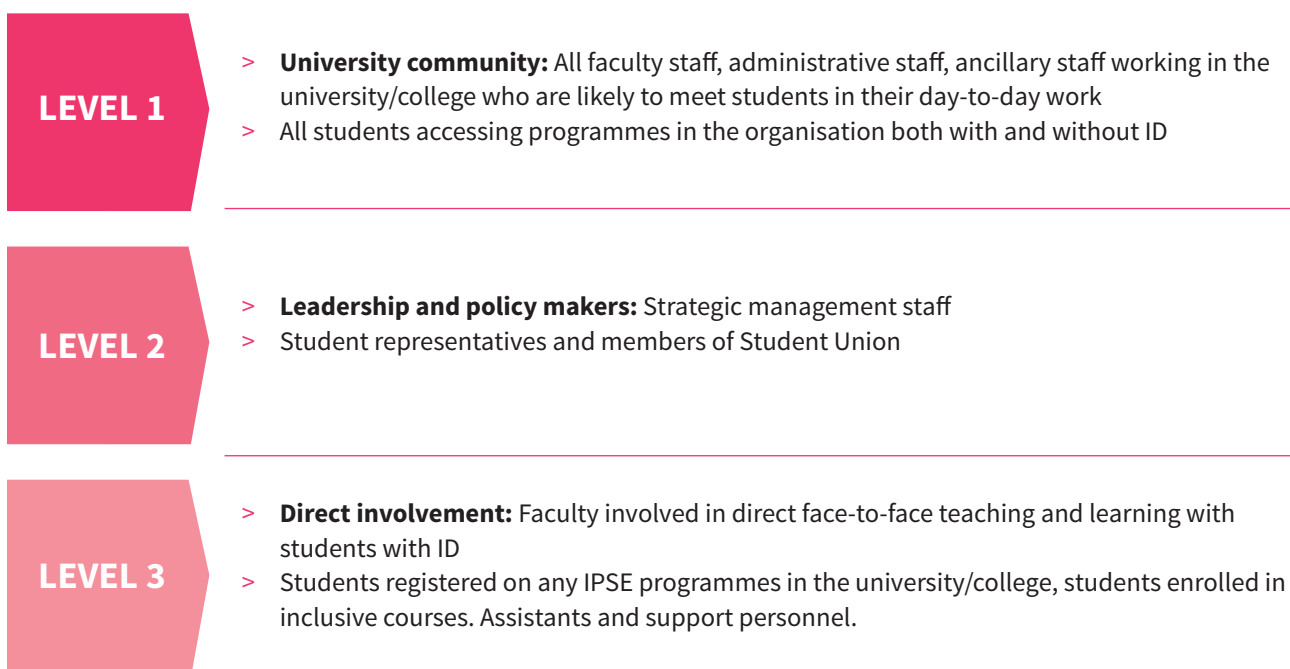 LEVEL 1
> University community: All faculty staff, administrative staff, ancillary staff working in the
university/college who are likely to meet students in their day-to-day work
> All students accessing programmes in the organisation both with and without ID
LEVEL 2
> Leadership and policy makers: Strategic management staff
> Student representatives and members of Student Union
LEVEL 3
> Direct involvement: Faculty involved in direct face-to-face teaching and learning with
students with ID
> Students registered on any IPSE programmes in the university/college, students enrolled in
inclusive courses. Assistants and support personnel.